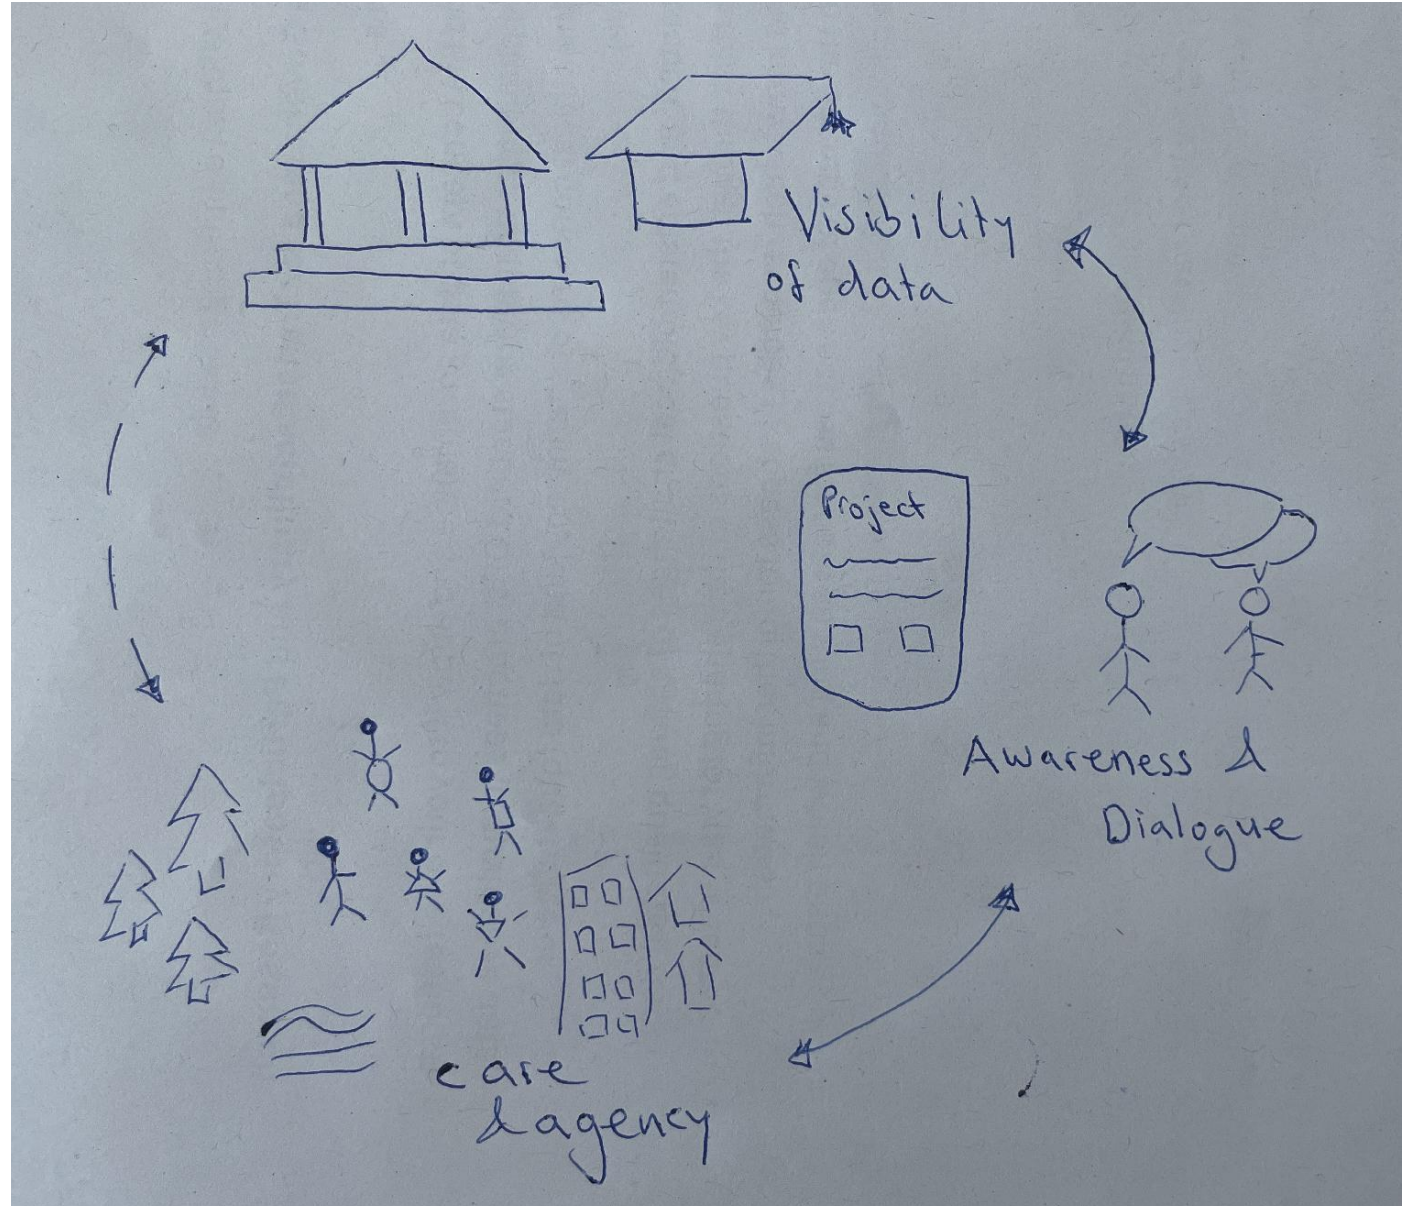 Visibility
of data
Project
Awareness &
Dialogue
care
& agency